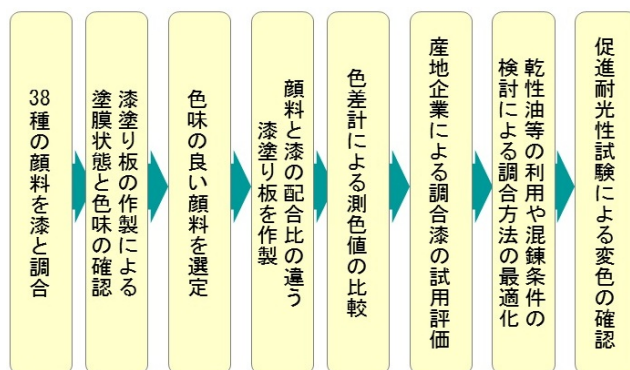 38種の顔料を漆と調合
漆塗り板の作製による
塗膜状態と色味の確認
色味の良い顔料を選定
顔料と漆の配合比の違う
漆塗り板を作製
色差計による測色値の比較
産地企業による調合漆の試用評価
乾性油等の利用や混錬条件の
検討による調合方法の最適化
促進耐光性試験による変色の確認